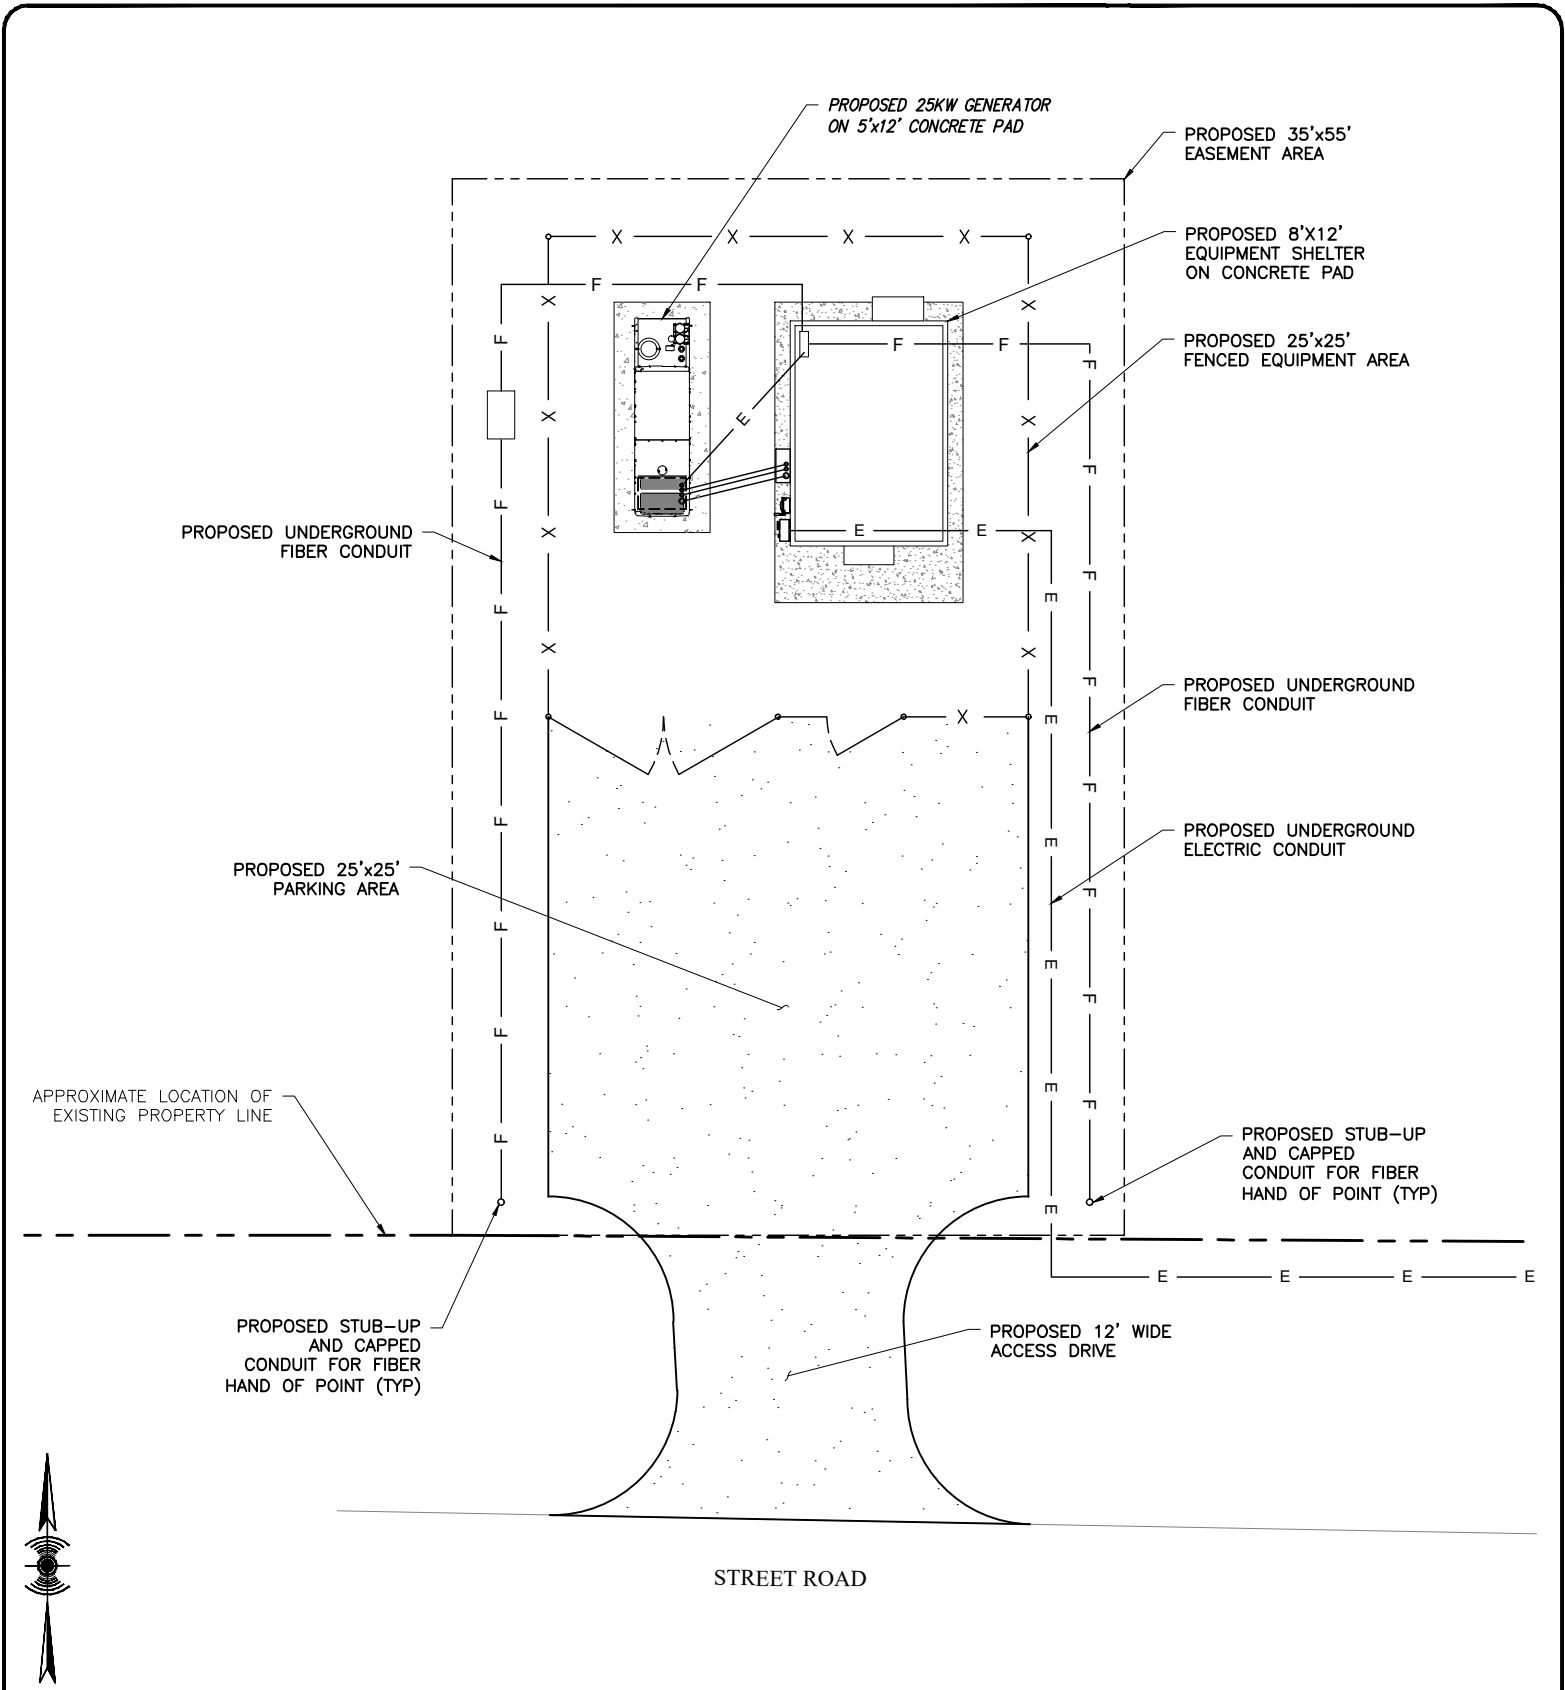 PROPOSED 25KW GENERATOR
ON 5'x12' CONCRETE PAD
PROPOSED 35'x55'
EASEMENT AREA
PROPOSED 8'X12'
EQUIPMENT SHELTER
ON CONCRETE PAD
PROPOSED 25'x25'
FENCED EQUIPMENT AREA
X X X X
F F
X X
F
F F
F
X X
E
F
F
X
E E
X
PROPOSED UNDERGROUND
FIBER CONDUIT
F
E
F
F
X X
PROPOSED UNDERGROUND
FIBER CONDUIT
F
F
E
X
F
F
PROPOSED UNDERGROUND
ELECTRIC CONDUIT
E
PROPOSED 25'x25'
PARKING AREA
F
F
E
F
F
APPROXIMATE LOCATION OF
EXISTING PROPERTY LINE
E
F
F
PROPOSED STUB-UP
AND CAPPED
CONDUIT FOR FIBER
HAND OF POINT (TYP)
E
E E E E
PROPOSED STUB-UP
AND CAPPED
CONDUIT FOR FIBER
HAND OF POINT (TYP)
PROPOSED 12' WIDE
ACCESS DRIVE
STREET ROAD